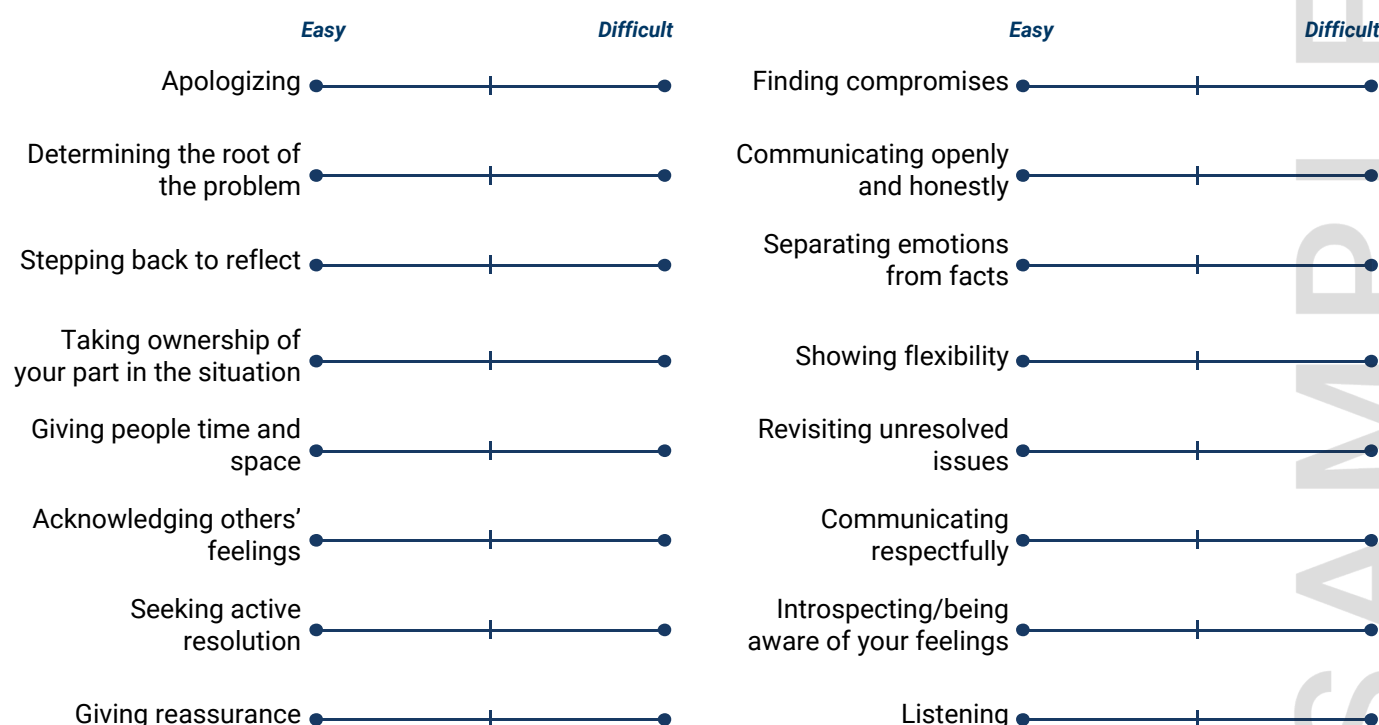 Easy
Difficult
Apologizing
Determining the root of
the problem
Stepping back to reflect
Taking ownership of
your part in the situation
Giving people time and
space
Acknowledging others’
feelings
Seeking active
resolution
Giving reassurance
Easy
Difficult
Finding compromises
Communicating openly
and honestly
Separating emotions
from facts
Showing flexibility
Revisiting unresolved
issues
Communicating
respectfully
Introspecting/being
aware of your feelings
Listening
SAMPLE